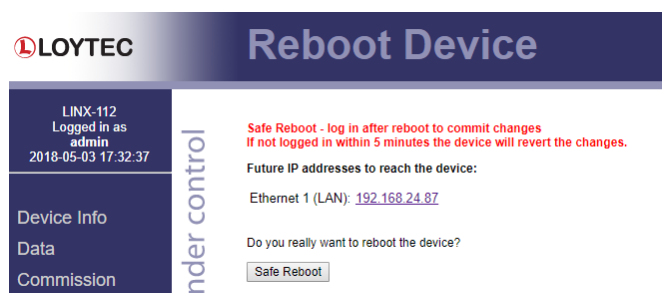 LOYTEC
Reboot Device
LINX-112
Logged in as
admin
2018-05-03 17:32:37
Device Info
Data
Commission
nder control
Safe Reboot - log in after reboot to commit changes
If not logged in within 5 minutes the device will revert the changes.
Future IP addresses to reach the device:
Ethernet 1 (LAN): 192.168.24.87
Do you really want to reboot the device?
Safe Reboot